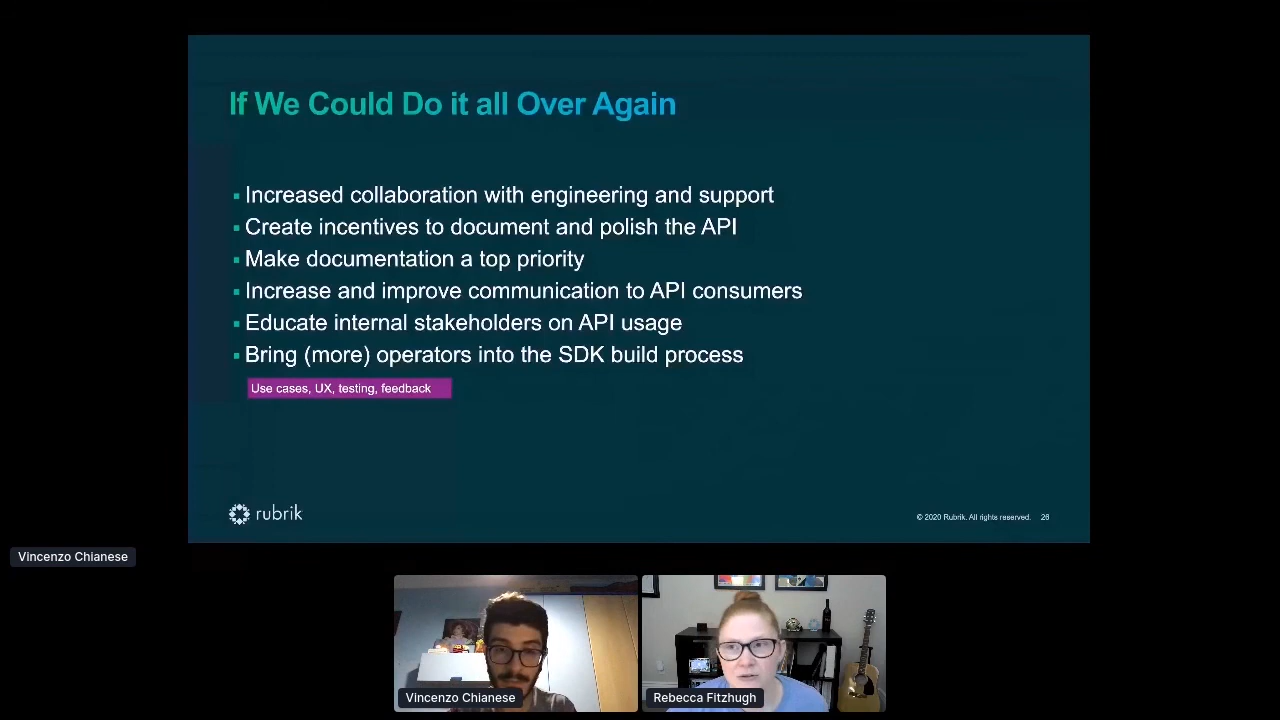 If We Could Do it all Over Again
Increased collaboration with engineering and support
Create incentives to document and polish the API
Make documentation a top priority
Increase and improve communication to API consumers
Educate internal stakeholders on API usage
Bring (more) operators into the SDK build process
Use cases, UX, testing, feedback
rubrik
© 2020 Rubrik. All rights reserved. 26
Vincenzo Chianese
Vincenzo Chianese
Rebecca Fitzhugh